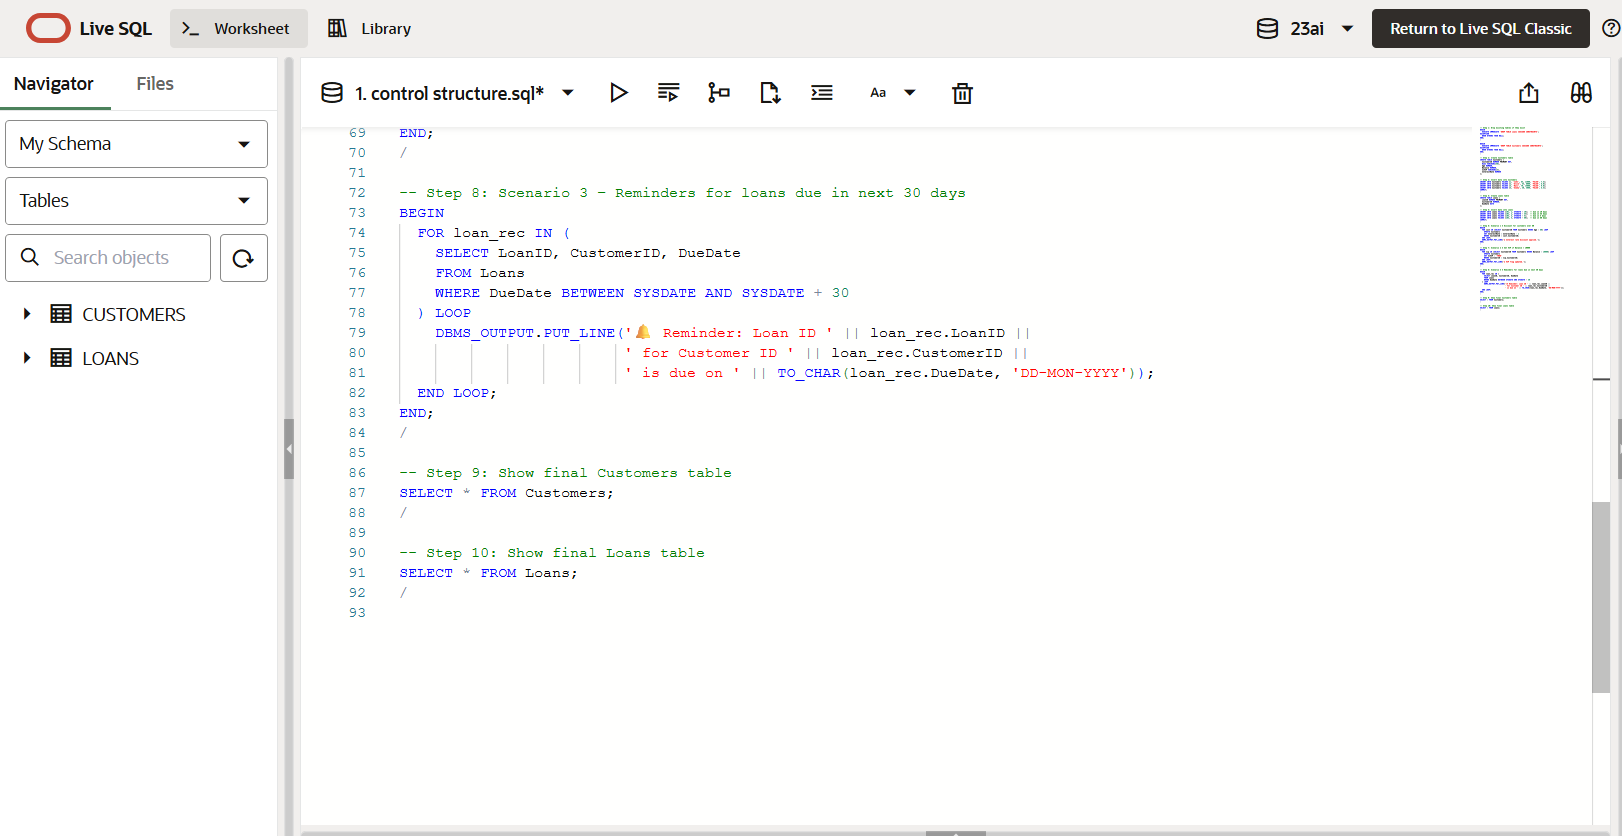 Live SQL
Worksheet
Library
23ai
Return to Live SQL Classic
Navigator
Files
My Schema
Tables
Search objects
CUSTOMERS
LOANS
1. control structure.sql*
Aa
69 END;
70 /
71
72 -- Step 8: Scenario 3 - Reminders for loans due in next 30 days
73 BEGIN
74 FOR loan_rec IN (
75 SELECT LoanID, CustomerID, DueDate
76 FROM Loans
77 WHERE DueDate BETWEEN SYSDATE AND SYSDATE + 30
78 ) LOOP
79 DBMS_OUTPUT.PUT_LINE('🔔 Reminder: Loan ID ' || loan_rec.LoanID ||
80 ' for Customer ID ' || loan_rec.CustomerID ||
81 ' is due on ' || TO_CHAR(loan_rec.DueDate, 'DD-MON-YYYY'));
82 END LOOP;
83 END;
84 /
85
86 -- Step 9: Show final Customers table
87 SELECT * FROM Customers;
88 /
89
90 -- Step 10: Show final Loans table
91 SELECT * FROM Loans;
92 /
93